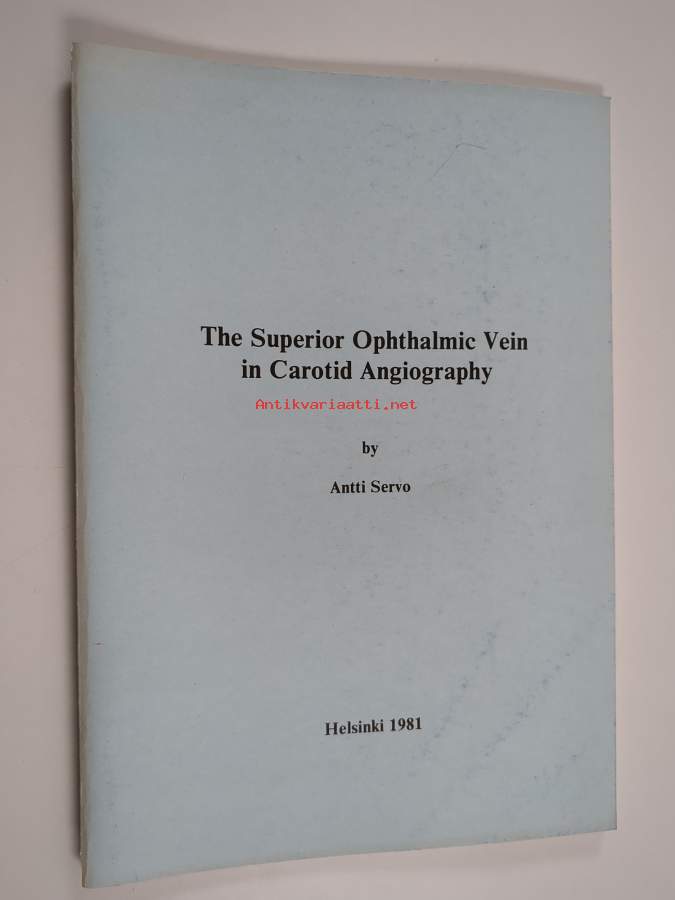 The Superior Ophthalmic Vein
in Carotid Angiography
Antikvariaatti.net
by
Antti Servo
Helsinki 1981